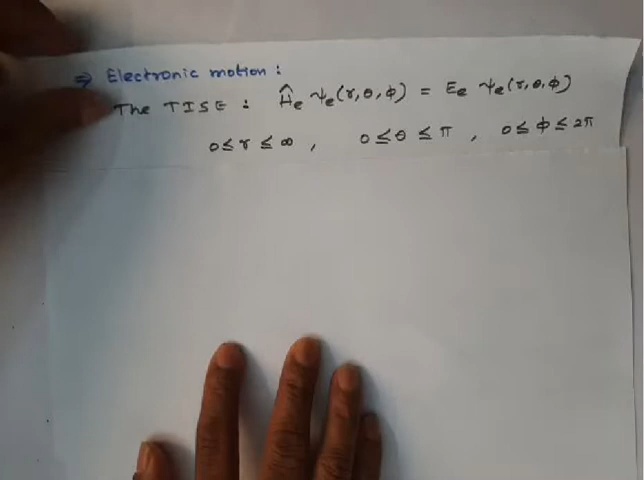 ⇒ Electronic motion :
The TISE : Ĥₑ ψₑ(r,θ,ϕ) = Eₑ ψₑ(r,θ,ϕ)
0≤r≤∞ , 0≤θ≤π , 0≤ϕ≤2π